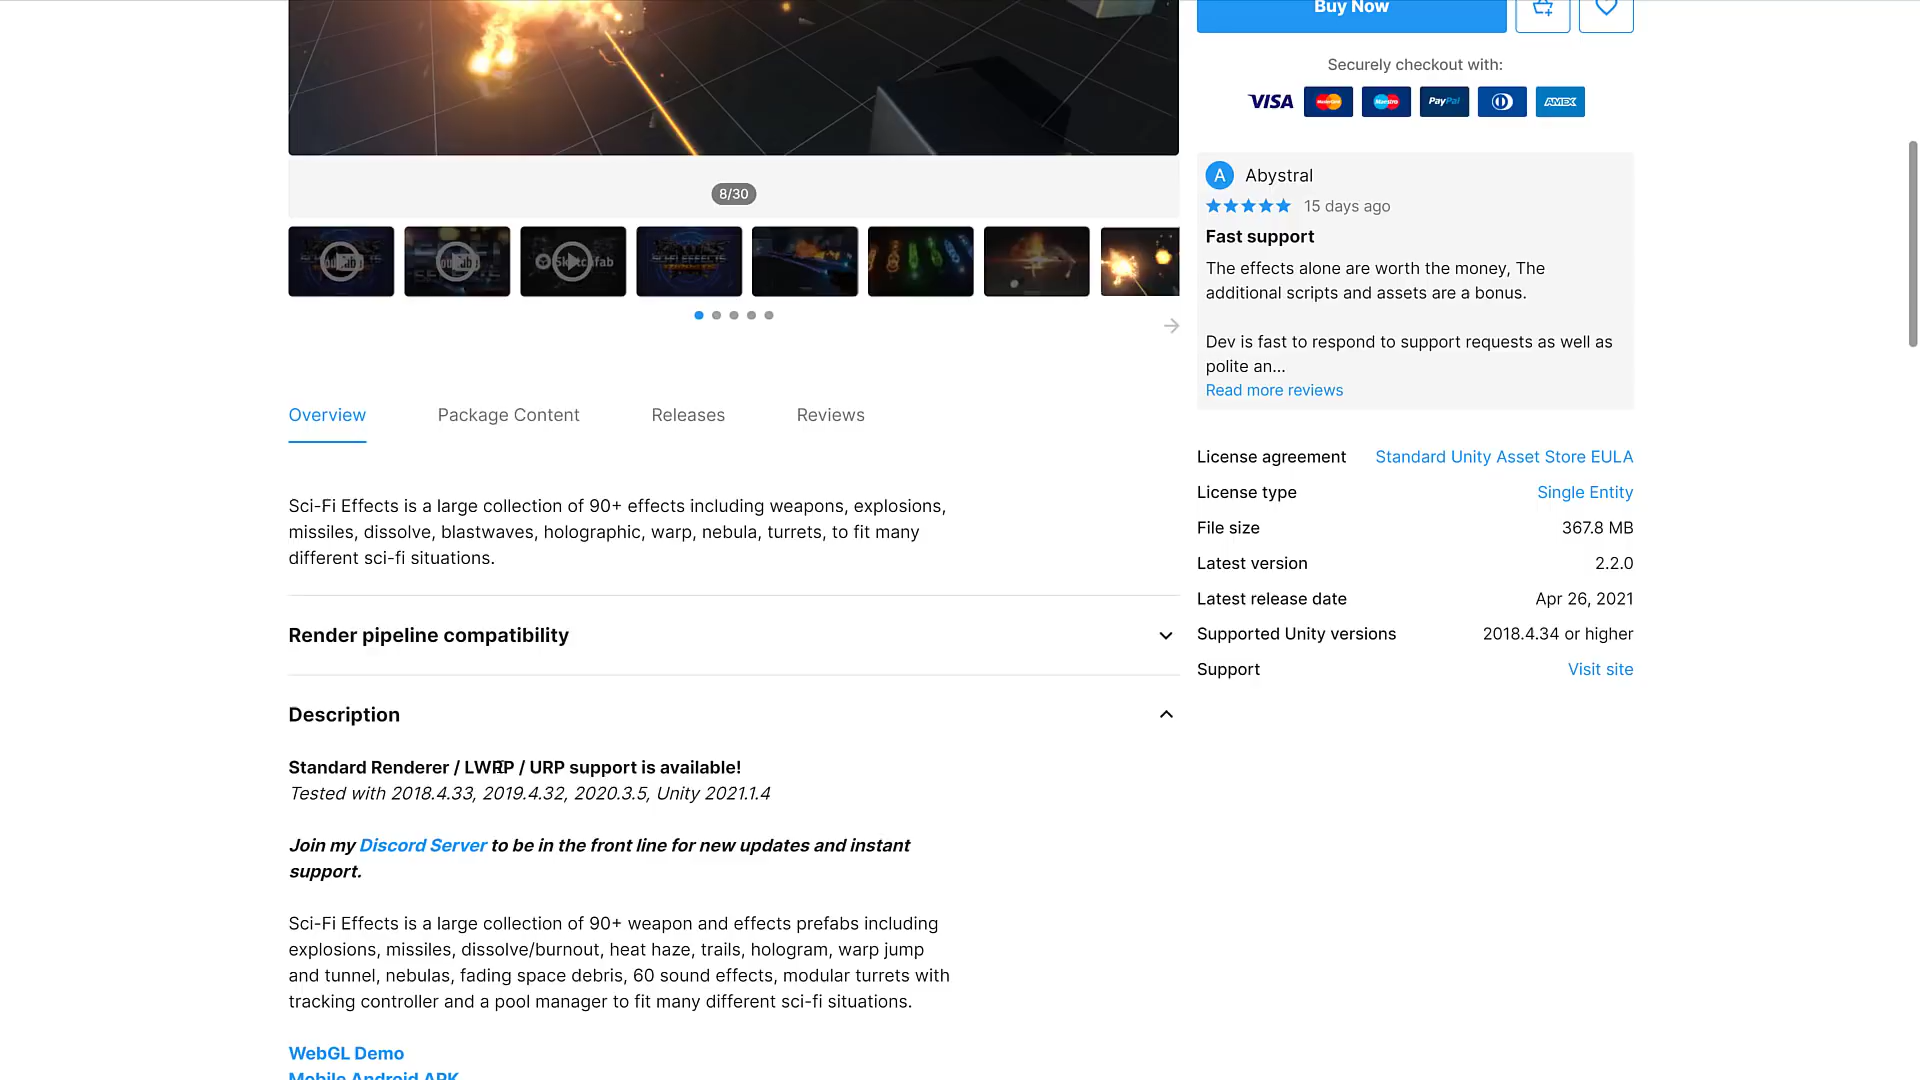 Buy Now
Securely checkout with:
VISA
PayPal
AMEX
8/30
A Abystral
15 days ago
Fast support
The effects alone are worth the money, The
additional scripts and assets are a bonus.
Dev is fast to respond to support requests as well as
polite an...
Read more reviews
Overview
Package Content
Releases
Reviews
License agreement Standard Unity Asset Store EULA
License type Single Entity
File size 367.8 MB
Latest version 2.2.0
Latest release date Apr 26, 2021
Supported Unity versions 2018.4.34 or higher
Support Visit site
Sci-Fi Effects is a large collection of 90+ effects including weapons, explosions,
missiles, dissolve, blastwaves, holographic, warp, nebula, turrets, to fit many
different sci-fi situations.
Render pipeline compatibility
Description
Standard Renderer / LWRP / URP support is available!
Tested with 2018.4.33, 2019.4.32, 2020.3.5, Unity 2021.1.4
Join my Discord Server to be in the front line for new updates and instant
support.
Sci-Fi Effects is a large collection of 90+ weapon and effects prefabs including
explosions, missiles, dissolve/burnout, heat haze, trails, hologram, warp jump
and tunnel, nebulas, fading space debris, 60 sound effects, modular turrets with
tracking controller and a pool manager to fit many different sci-fi situations.
WebGL Demo
Mobile Android APK